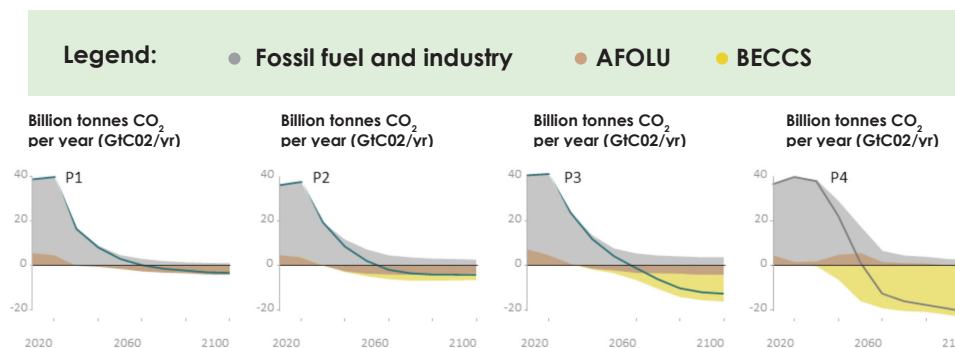 Legend: Fossil fuel and industry AFOLU BECCS
Billion tonnes CO₂ per year (GtC02/yr)
Billion tonnes CO₂ per year (GtC02/yr)
Billion tonnes CO₂ per year (GtC02/yr)
Billion tonnes CO₂ per year (GtC02/yr)
40 P1 40 P2 40 P3 40 P4
20 20 20 20
0 0 0 0
-20 -20 -20 -20
2020 2060 2100 2020 2060 2100 2020 2060 2100 2020 2060